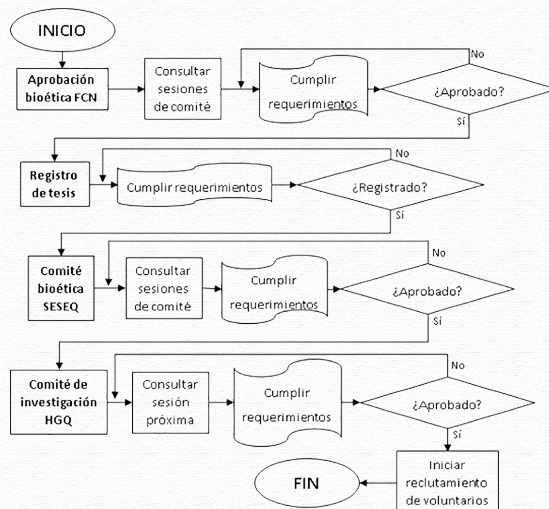 INICIO
Aprobación
bioética FCN
Consultar
sesiones
de comité
Cumplir
requerimientos
¿Aprobado?
No
Sí
Registro
de tesis
Cumplir requerimientos
¿Registrado?
No
Sí
Comité
bioética
SESEQ
Consultar
sesiones
de comité
Cumplir
requerimientos
¿Aprobado?
No
Sí
Comité de
investigación
HGQ
Consultar
sesión
próxima
Cumplir
requerimientos
¿Aprobado?
No
Sí
Iniciar
reclutamiento
de voluntarios
FIN